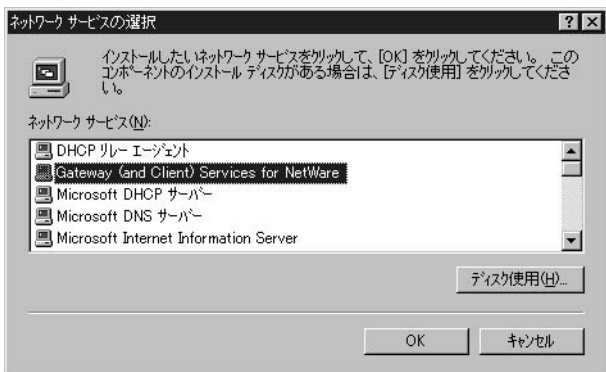 ネットワーク サービスの選択
インストールしたいネットワーク サービスをクリックして、[OK] をクリックしてください。 この
コンポーネントのインストール ディスクがある場合は、[ディスク使用] をクリックしてくださ
い。
ネットワーク サービス(N):
DHCP リレー エージェント
Gateway (and Client) Services for NetWare
Microsoft DHCP サーバー
Microsoft DNS サーバー
Microsoft Internet Information Server
ディスク使用(H)...
OK
キャンセル